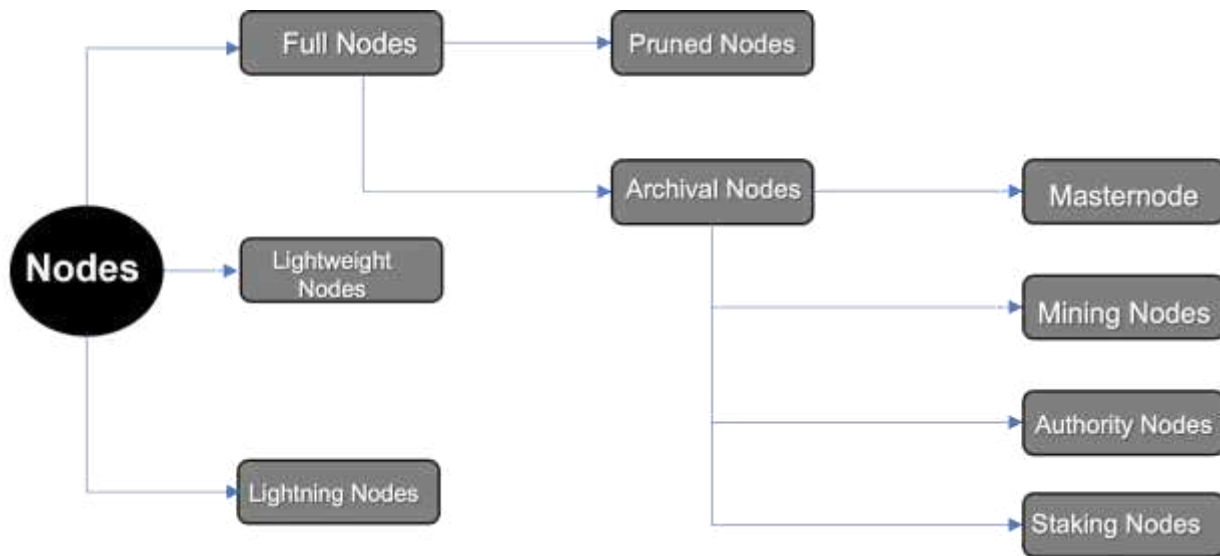 Full Nodes
Pruned Nodes
Archival Nodes
Masternode
Nodes
Lightweight
Nodes
Mining Nodes
Authority Nodes
Lightning Nodes
Staking Nodes